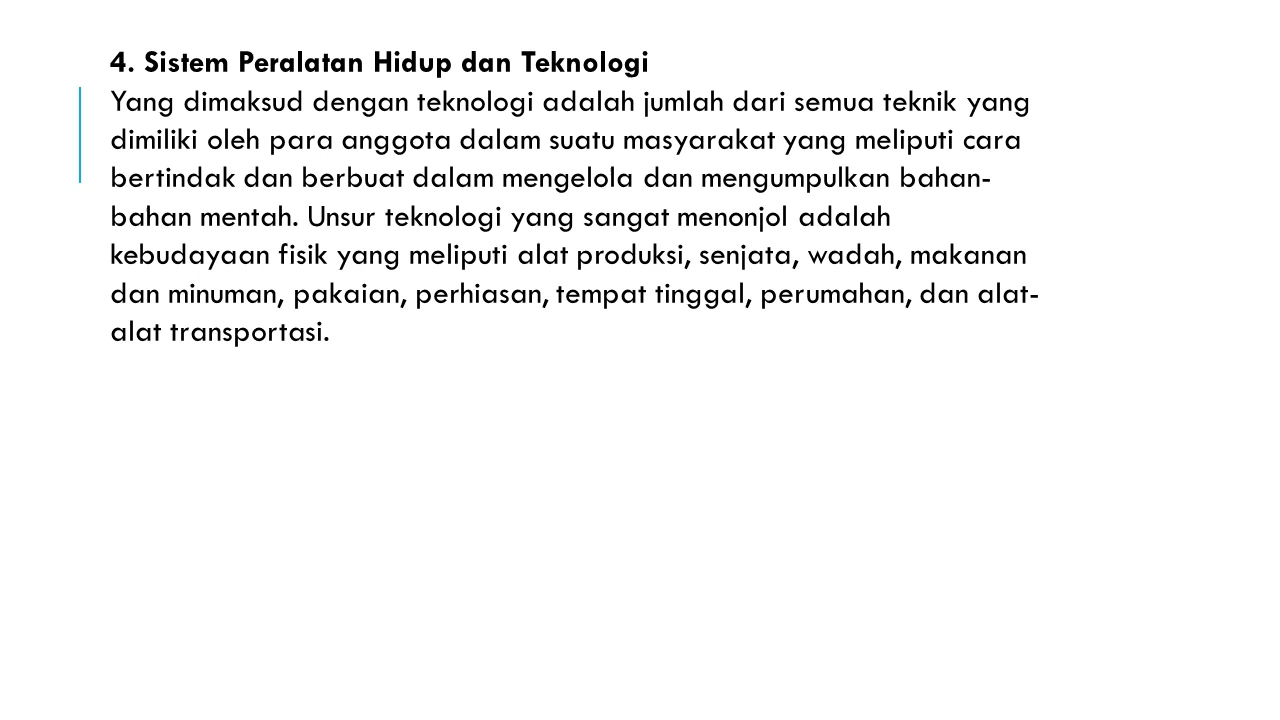 4. Sistem Peralatan Hidup dan Teknologi
Yang dimaksud dengan teknologi adalah jumlah dari semua teknik yang
dimiliki oleh para anggota dalam suatu masyarakat yang meliputi cara
bertindak dan berbuat dalam mengelola dan mengumpulkan bahan-
bahan mentah. Unsur teknologi yang sangat menonjol adalah
kebudayaan fisik yang meliputi alat produksi, senjata, wadah, makanan
dan minuman, pakaian, perhiasan, tempat tinggal, perumahan, dan alat-
alat transportasi.